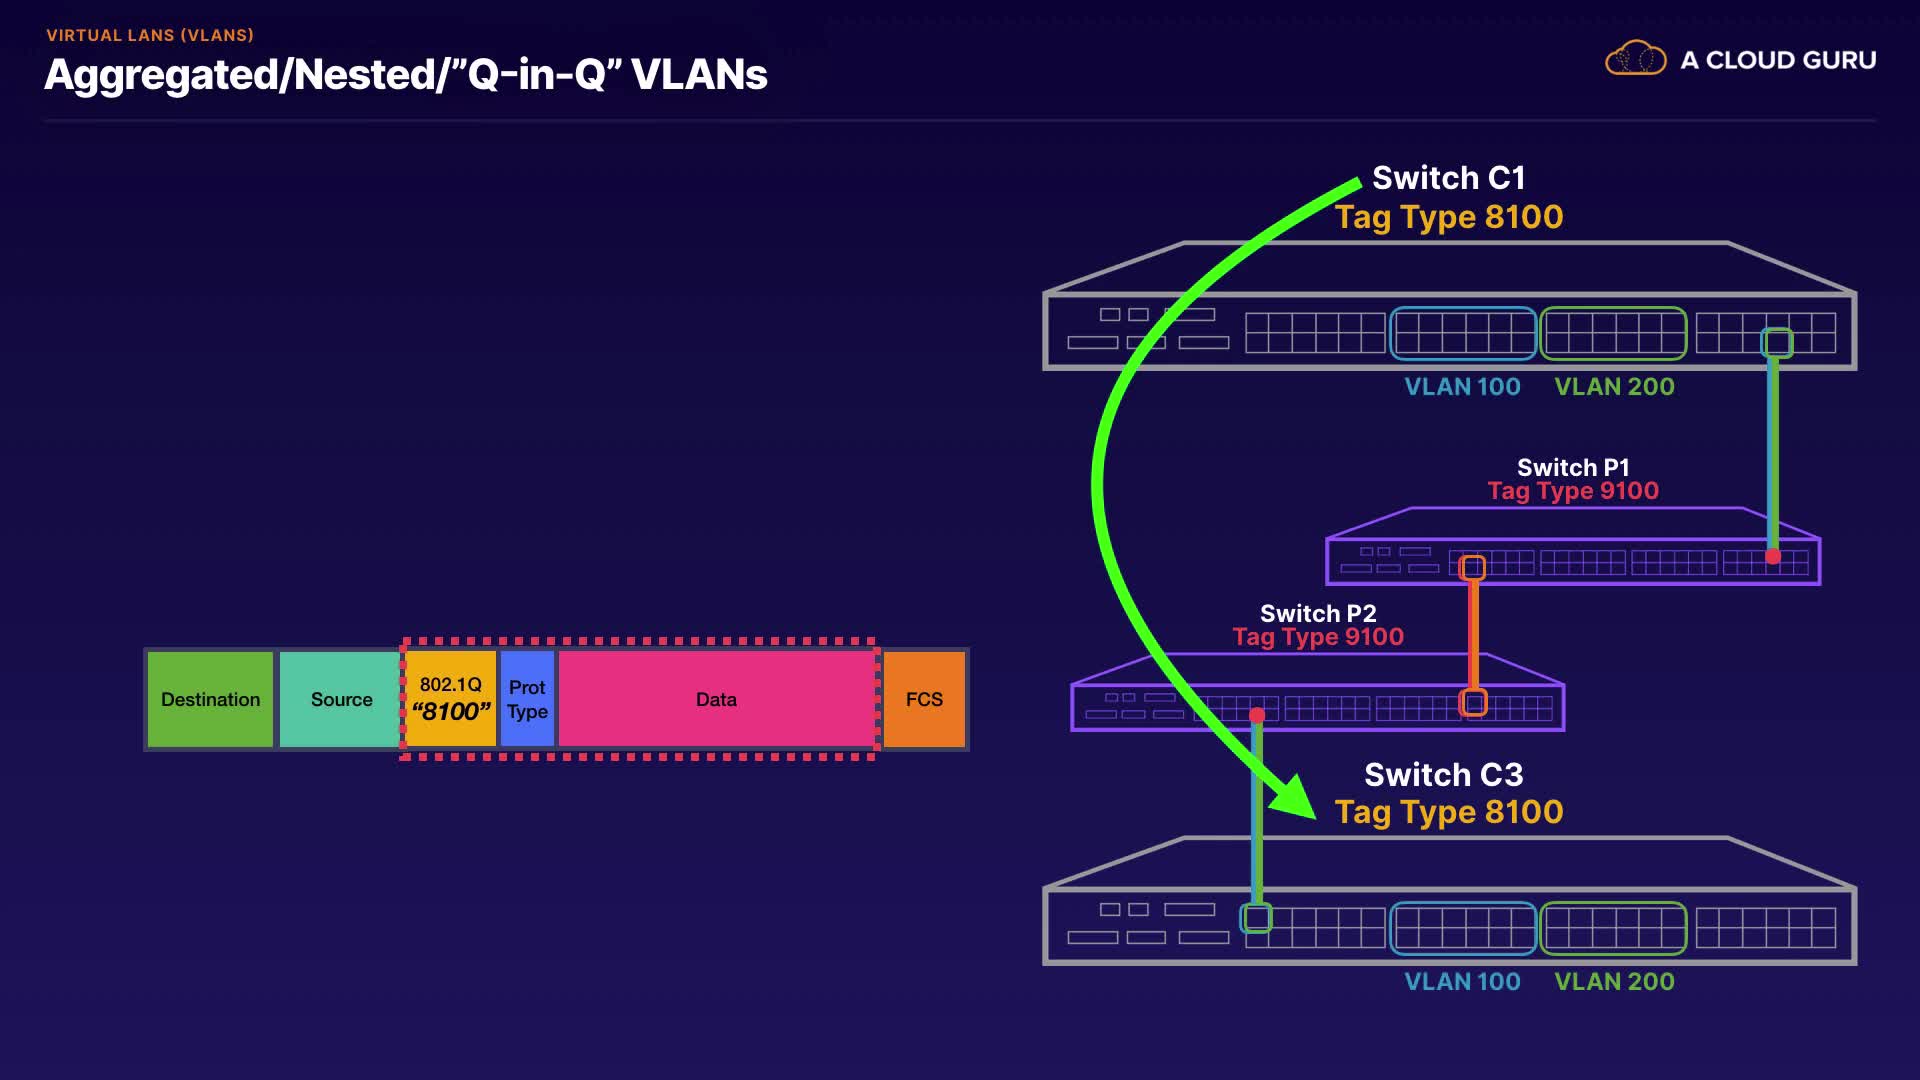 VIRTUAL LANS (VLANS)
Aggregated/Nested/”Q-in-Q” VLANs
A CLOUD GURU
Switch C1
Tag Type 8100
VLAN 100
VLAN 200
Switch P1
Tag Type 9100
Switch P2
Tag Type 9100
Destination
Source
802.1Q
“8100”
Prot
Type
Data
FCS
Switch C3
Tag Type 8100
VLAN 100
VLAN 200